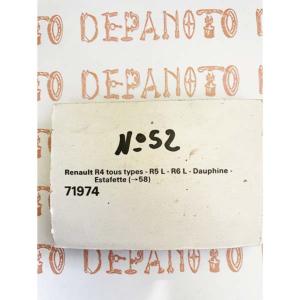 DEPANOTO
N°52
Renault R4 tous types - R5 L - R6 L - Dauphine -
Estafette (→58)
71974
DEPANOTO
DEPANOTO